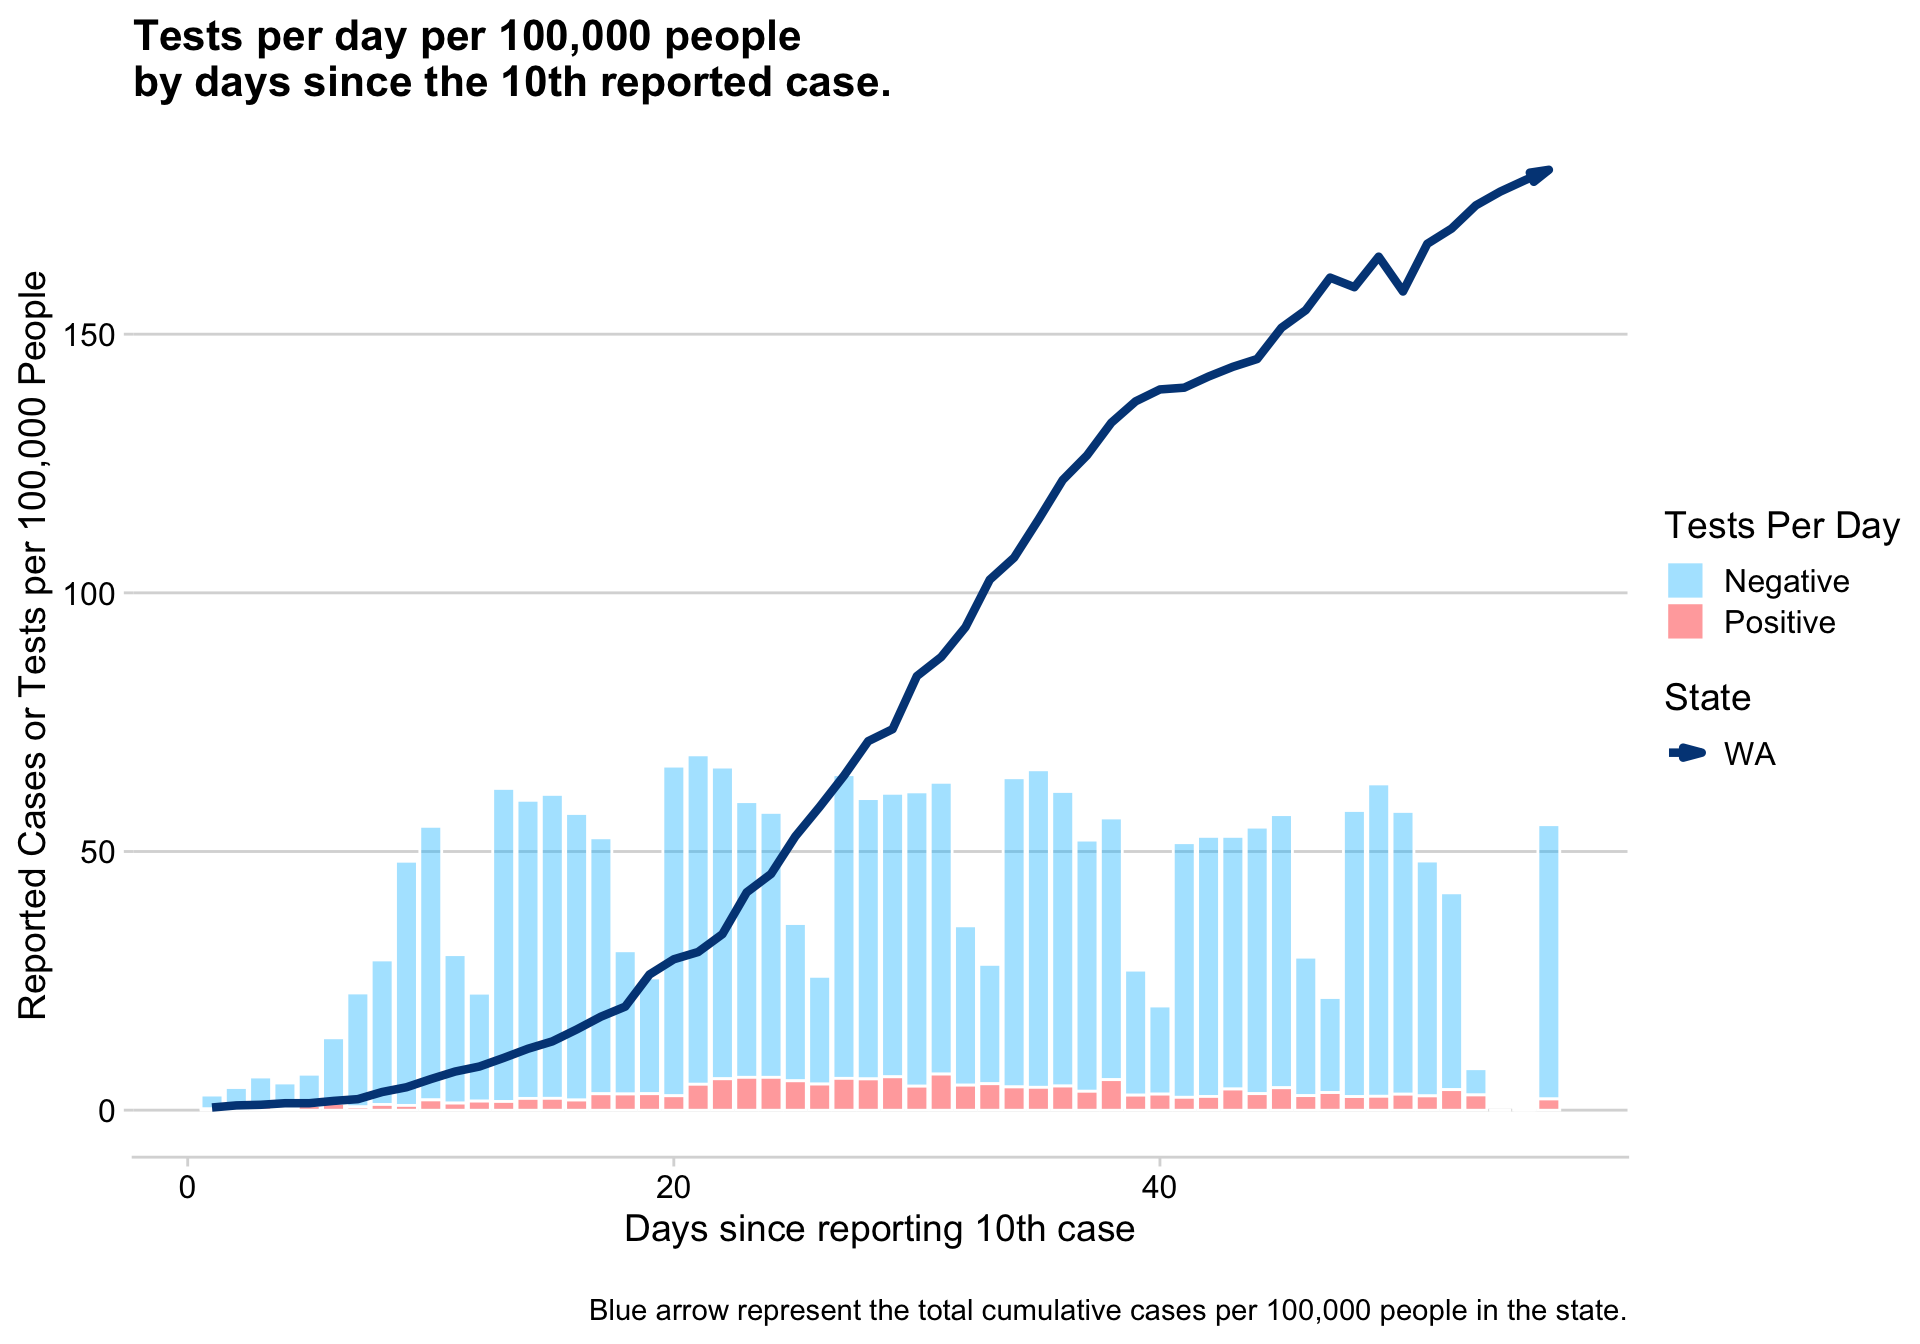 Tests per day per 100,000 people
by days since the 10th reported case.
Reported Cases or Tests per 100,000 People
150
100
50
0
0
20
40
Days since reporting 10th case
Tests Per Day
Negative
Positive
State
WA
Blue arrow represent the total cumulative cases per 100,000 people in the state.